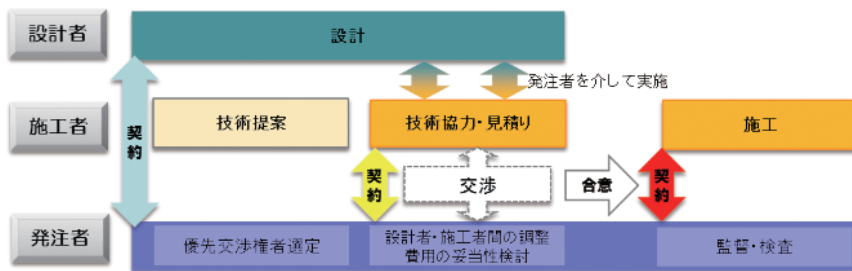 設計者
設計
発注者を介して実施
施工者
契約
技術提案
技術協力・見積り
施工
契約
交渉
合意
契約
発注者
優先交渉権者選定
設計者・施工者間の調整
費用の妥当性検討
監督・検査